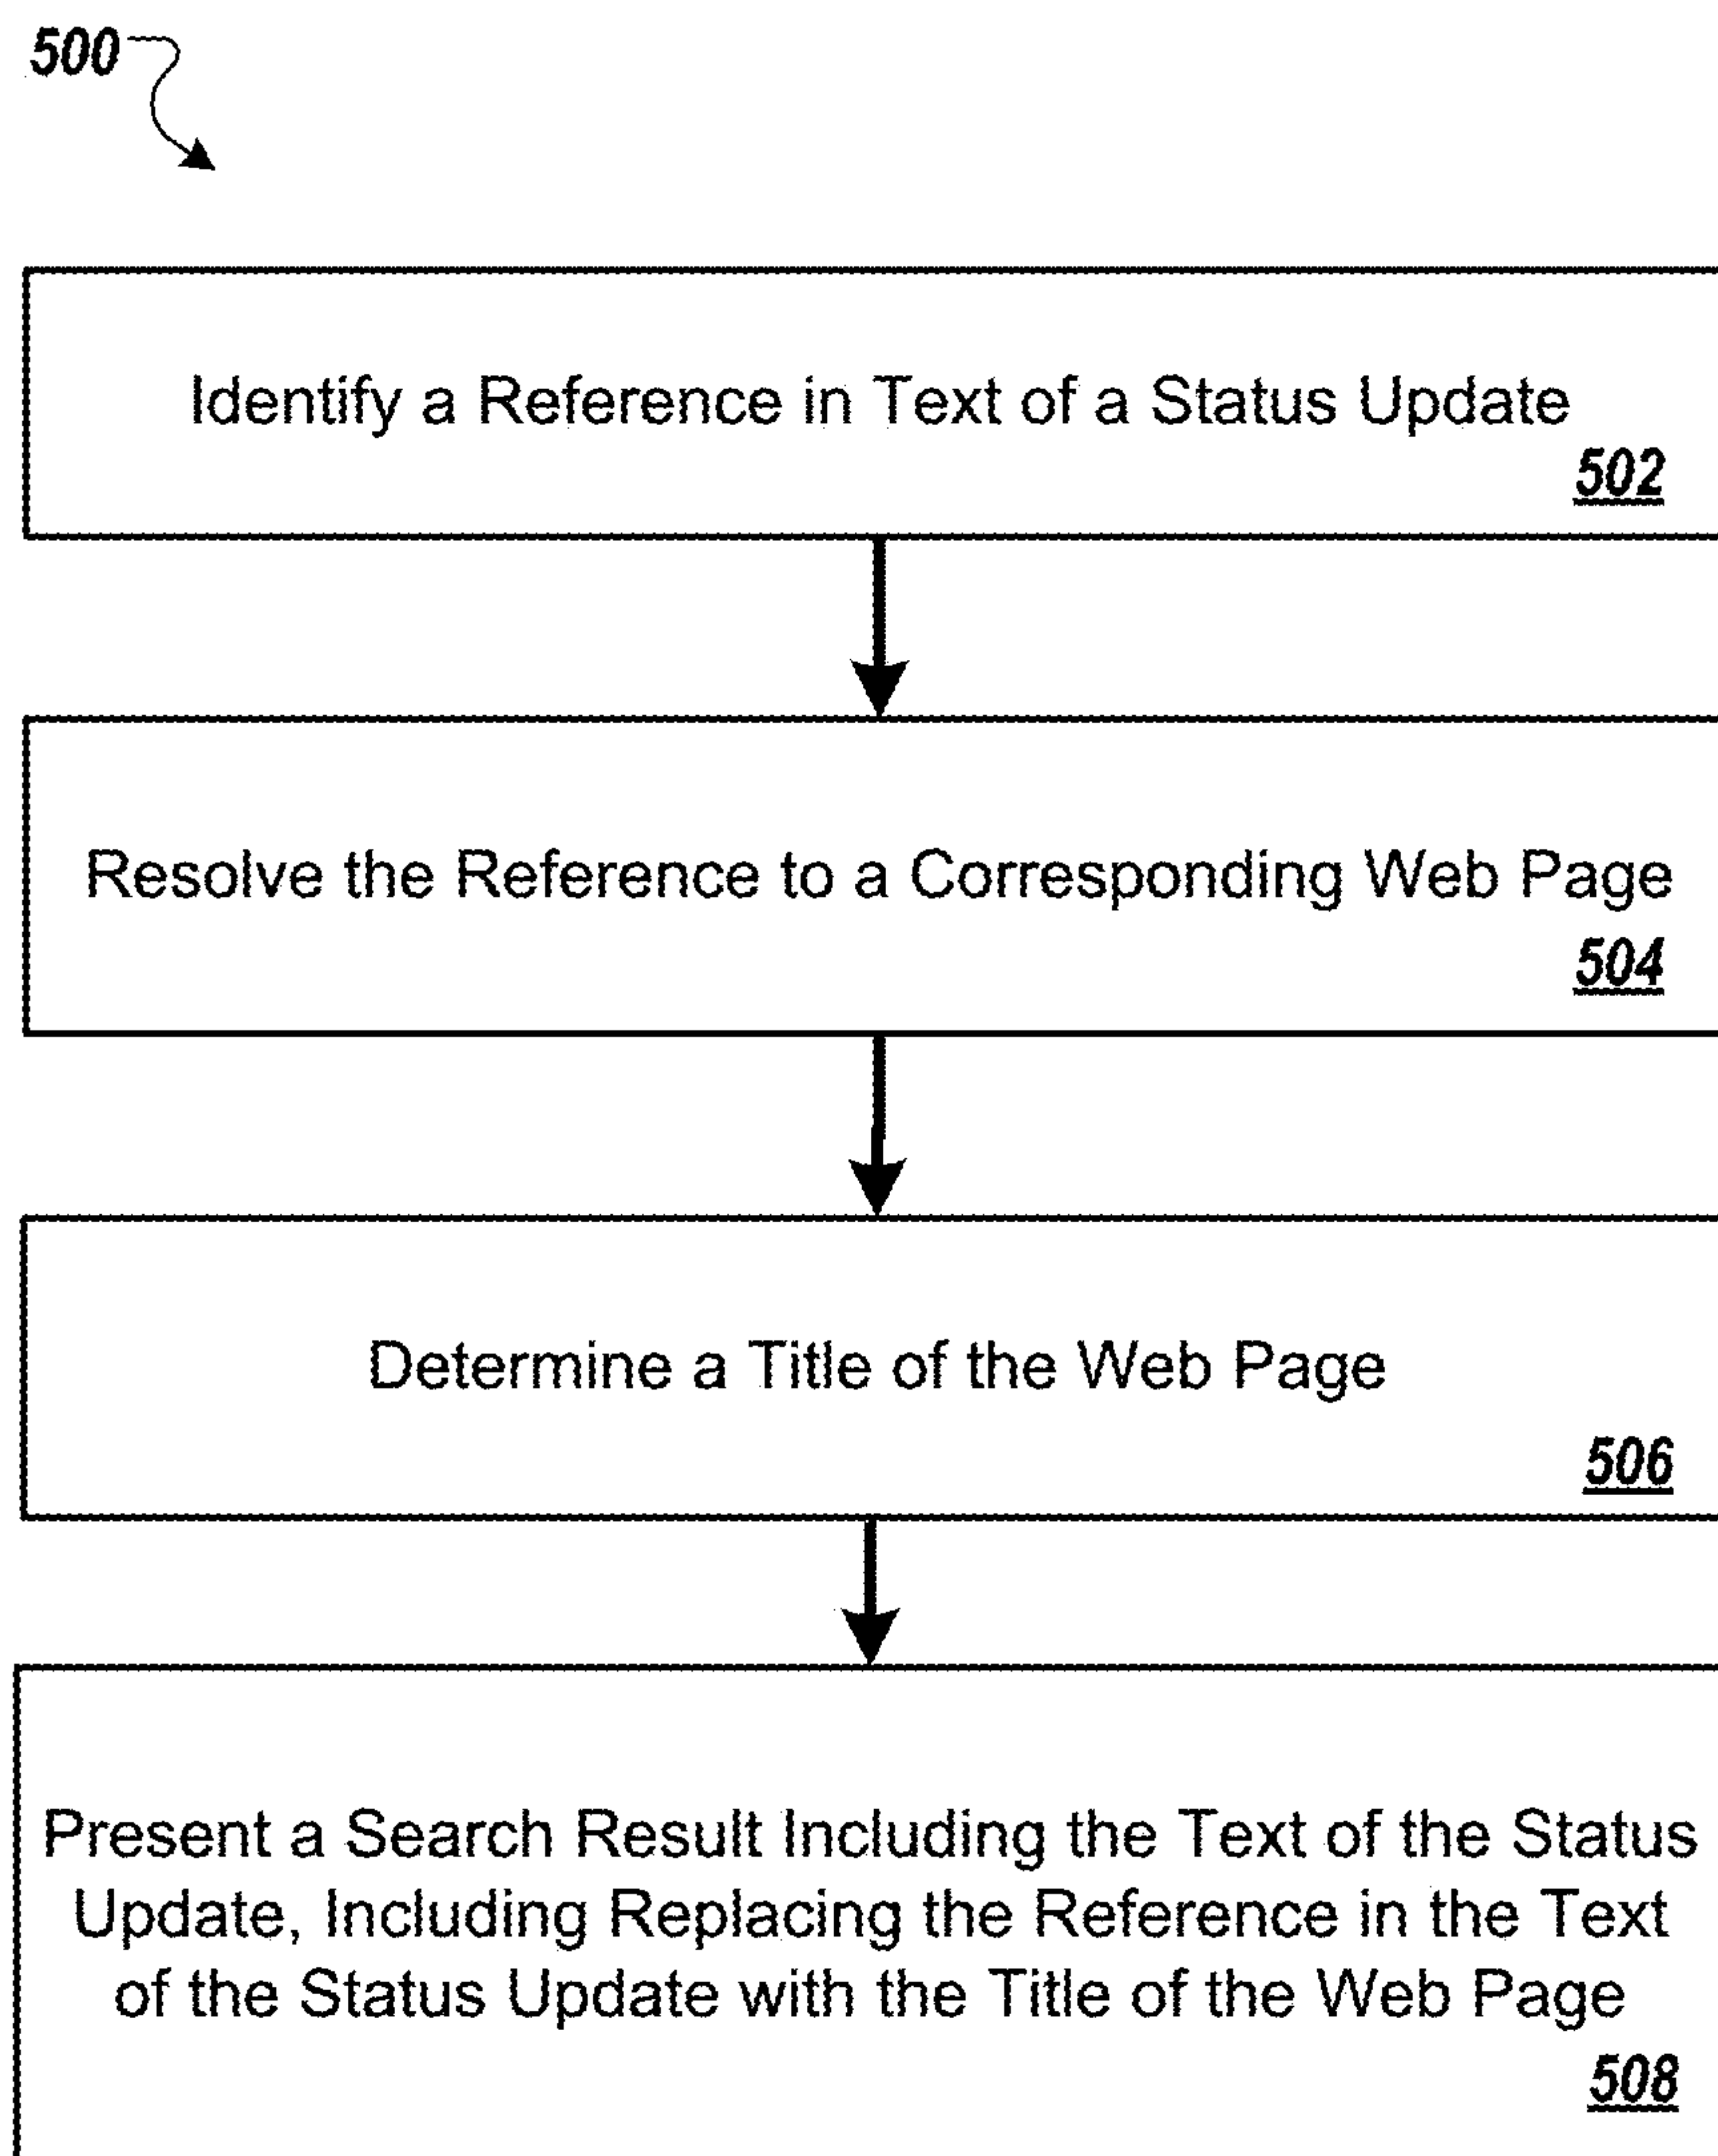 500
Identify a Reference in Text of a Status Update
502
Resolve the Reference to a Corresponding Web Page
504
Determine a Title of the Web Page
506
Present a Search Result Including the Text of the Status
Update, Including Replacing the Reference in the Text
of the Status Update with the Title of the Web Page
508